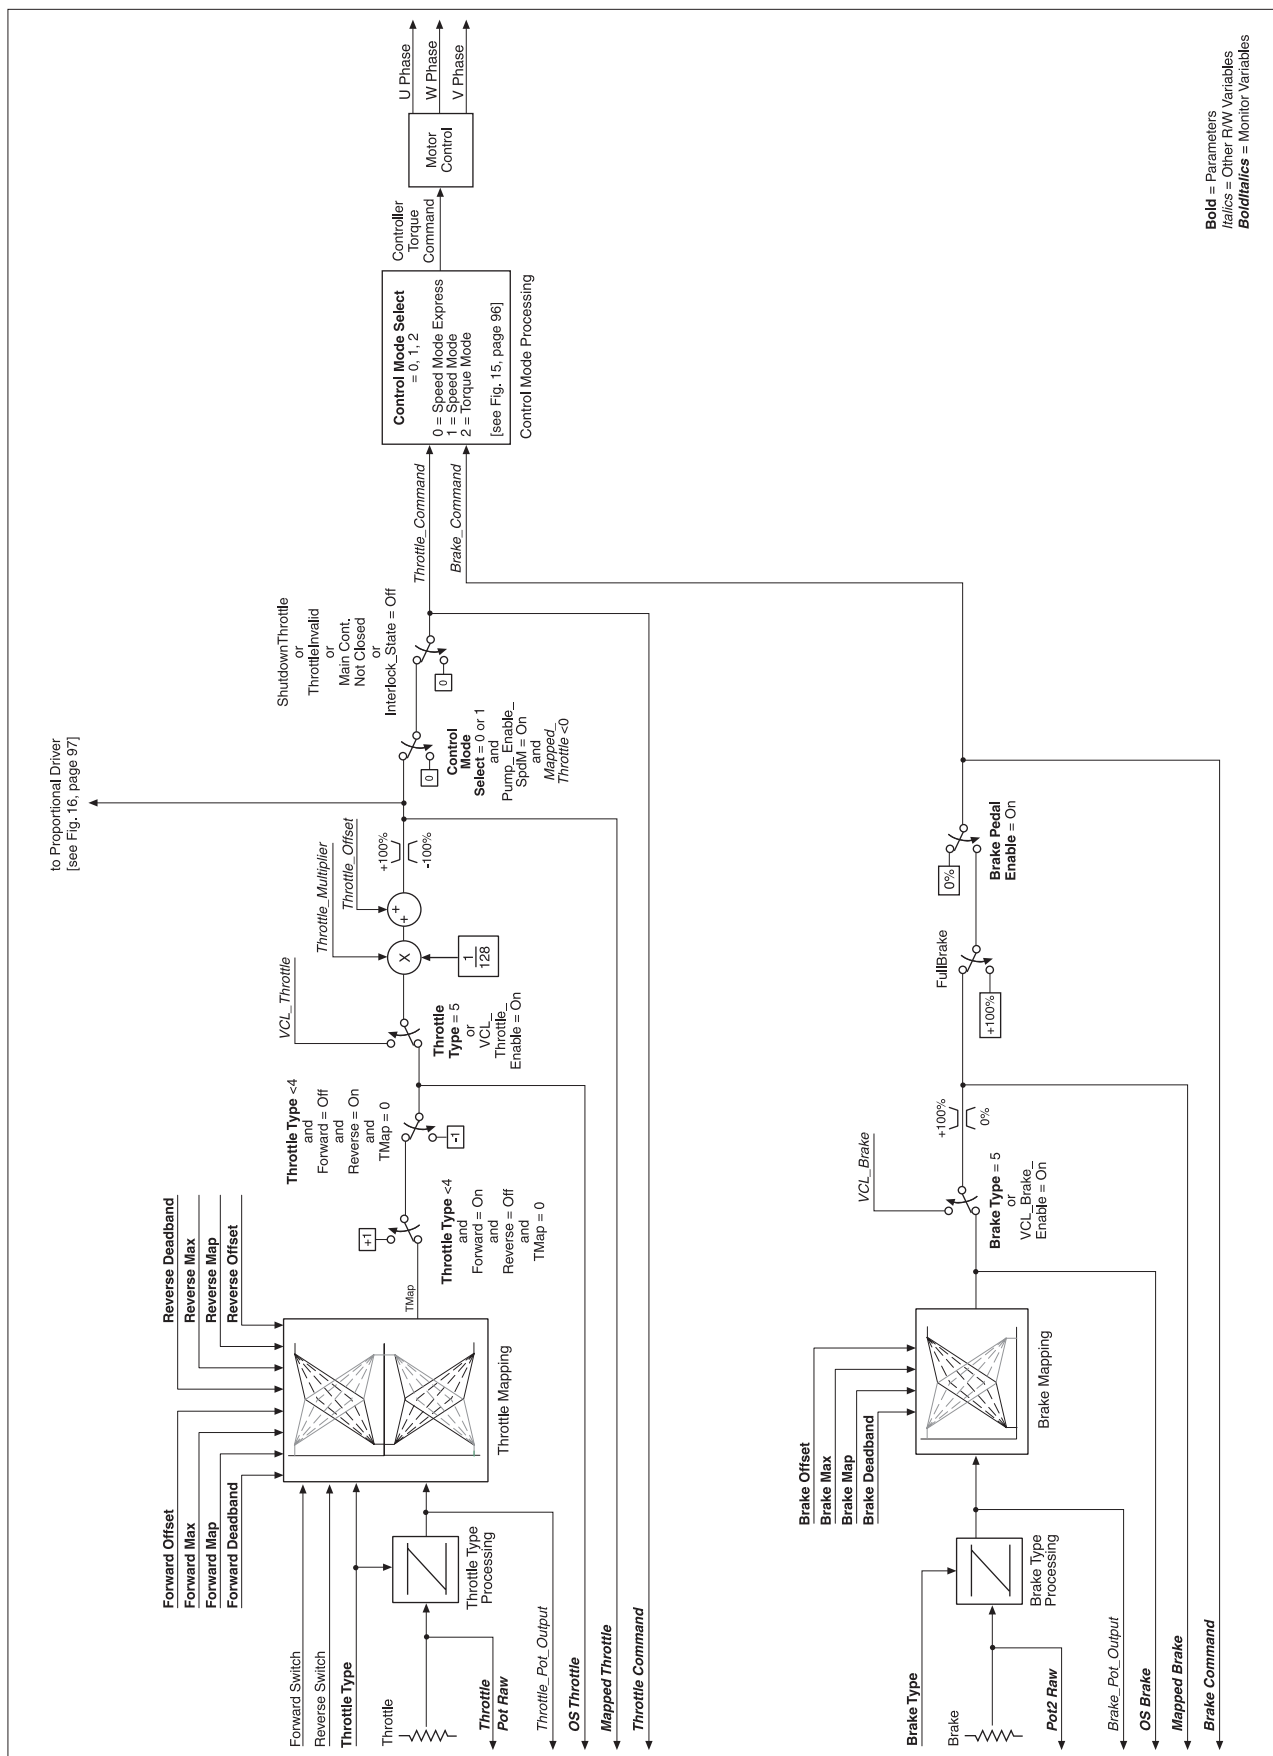 Forward Offset
Forward Max
Forward Map
Forward Deadband
Reverse Deadband
Reverse Max
Reverse Map
Reverse Offset
Forward Switch
Reverse Switch
Throttle Type
Throttle
Throttle Type
Processing
Throttle Mapping
TMap
+1
Throttle Type <4
and
Forward = On
and
Reverse = Off
and
TMap = 0
Throttle Type <4
and
Forward = Off
and
Reverse = On
and
TMap = 0
-1
VCL_Throttle
Throttle
Type = 5
or
VCL_
Throttle_
Enable = On
Throttle_Multiplier
Throttle_Offset
X
1
128
+
+
+100%
-100%
to Proportional Driver
[see Fig. 16, page 97]
0
Control
Mode
Select = 0 or 1
and
Pump_Enable_
SpdM = On
and
Mapped_
Throttle <0
ShutdownThrottle
or
ThrottleInvalid
or
Main Cont.
Not Closed
or
Interlock_State = Off
0
Throttle_Command
Brake_Command
Control Mode Select
= 0, 1, 2
0 = Speed Mode Express
1 = Speed Mode
2 = Torque Mode
[see Fig. 15, page 96]
Control Mode Processing
Controller
Torque
Command
Motor
Control
U Phase
W Phase
V Phase
Throttle
Pot Raw
Throttle_Pot_Output
OS Throttle
Mapped Throttle
Throttle Command
Brake Offset
Brake Max
Brake Map
Brake Deadband
Brake Type
Brake
Brake Type
Processing
Brake Mapping
VCL_Brake
Brake Type = 5
or
VCL_Brake_
Enable = On
+100%
0%
FullBrake
+100%
0%
Brake Pedal
Enable = On
Pot2 Raw
Brake_Pot_Output
OS Brake
Mapped Brake
Brake Command
Bold = Parameters
Italics = Other R/W Variables
BoldItalics = Monitor Variables